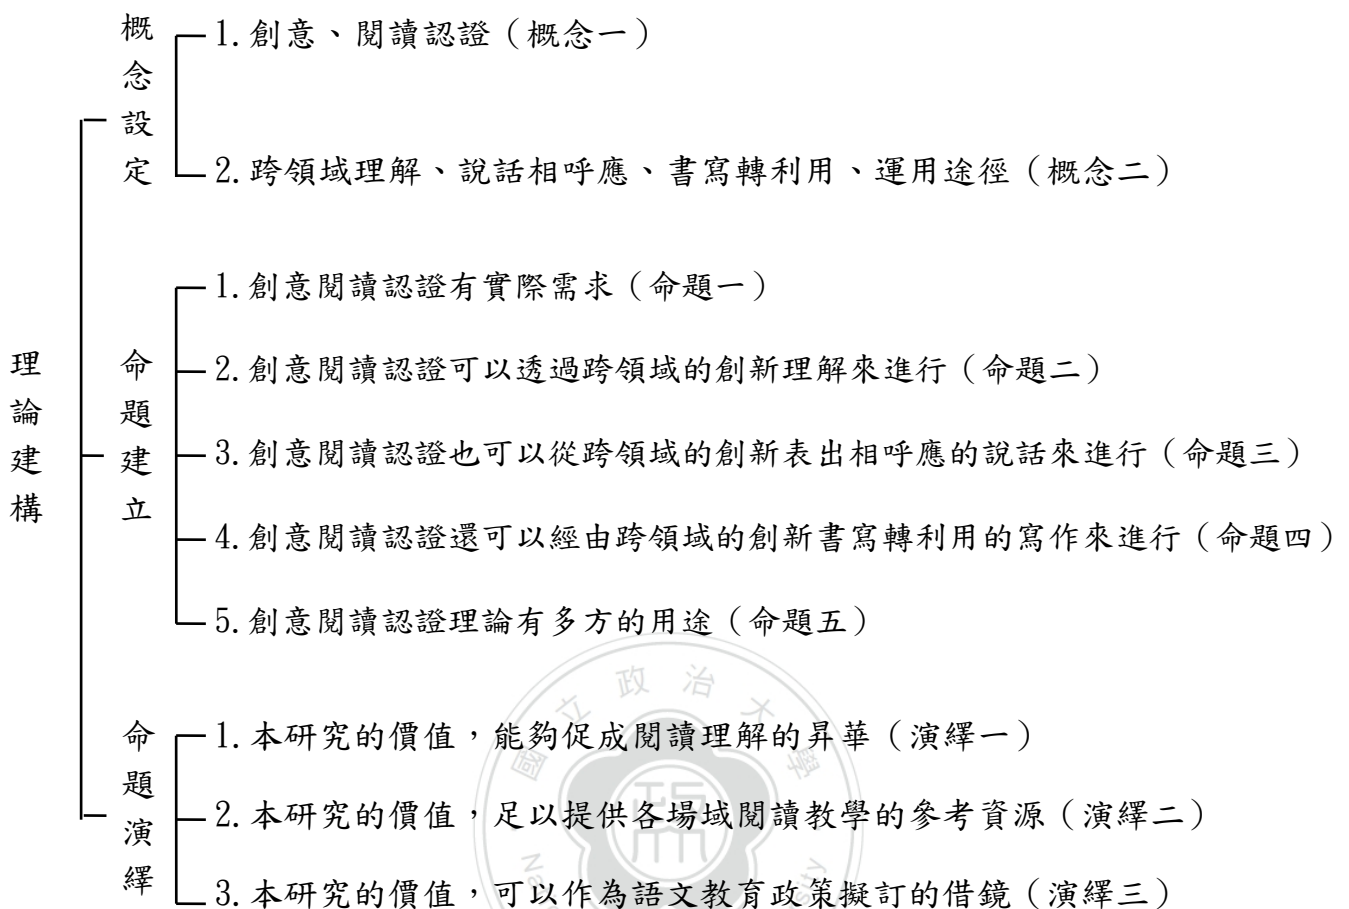 理論建構
概念設定
1.創意、閱讀認證（概念一）
2.跨領域理解、說話相呼應、書寫轉利用、運用途徑（概念二）
命題建立
1.創意閱讀認證有實際需求（命題一）
2.創意閱讀認證可以透過跨領域的創新理解來進行（命題二）
3.創意閱讀認證也可以從跨領域的創新表出相呼應的說話來進行（命題三）
4.創意閱讀認證還可以經由跨領域的創新書寫轉利用的寫作來進行（命題四）
5.創意閱讀認證理論有多方的用途（命題五）
命題演繹
1.本研究的價值，能夠促成閱讀理解的昇華（演繹一）
2.本研究的價值，足以提供各場域閱讀教學的參考資源（演繹二）
3.本研究的價值，可以作為語文教育政策擬訂的借鏡（演繹三）
國立政治大學